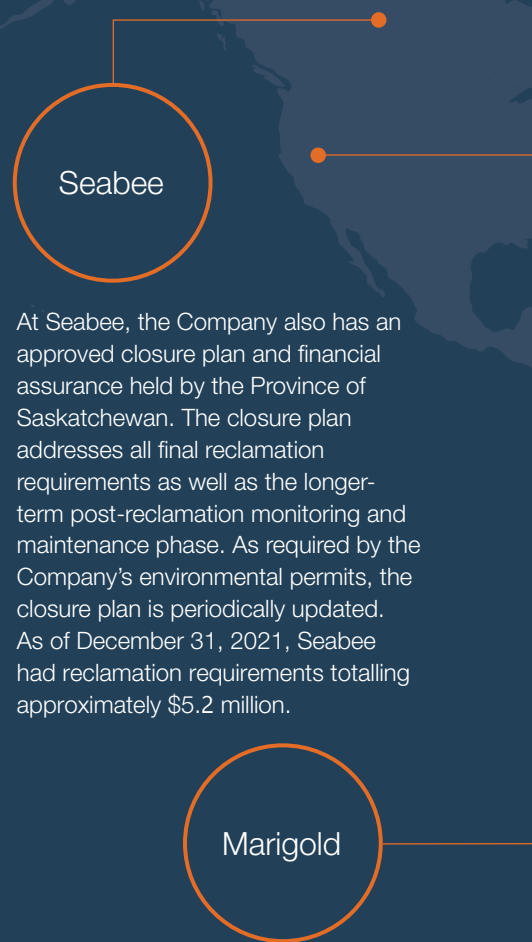 Seabee
At Seabee, the Company also has an
approved closure plan and financial
assurance held by the Province of
Saskatchewan. The closure plan
addresses all final reclamation
requirements as well as the longer-
term post-reclamation monitoring and
maintenance phase. As required by the
Company’s environmental permits, the
closure plan is periodically updated.
As of December 31, 2021, Seabee
had reclamation requirements totalling
approximately $5.2 million.
Marigold